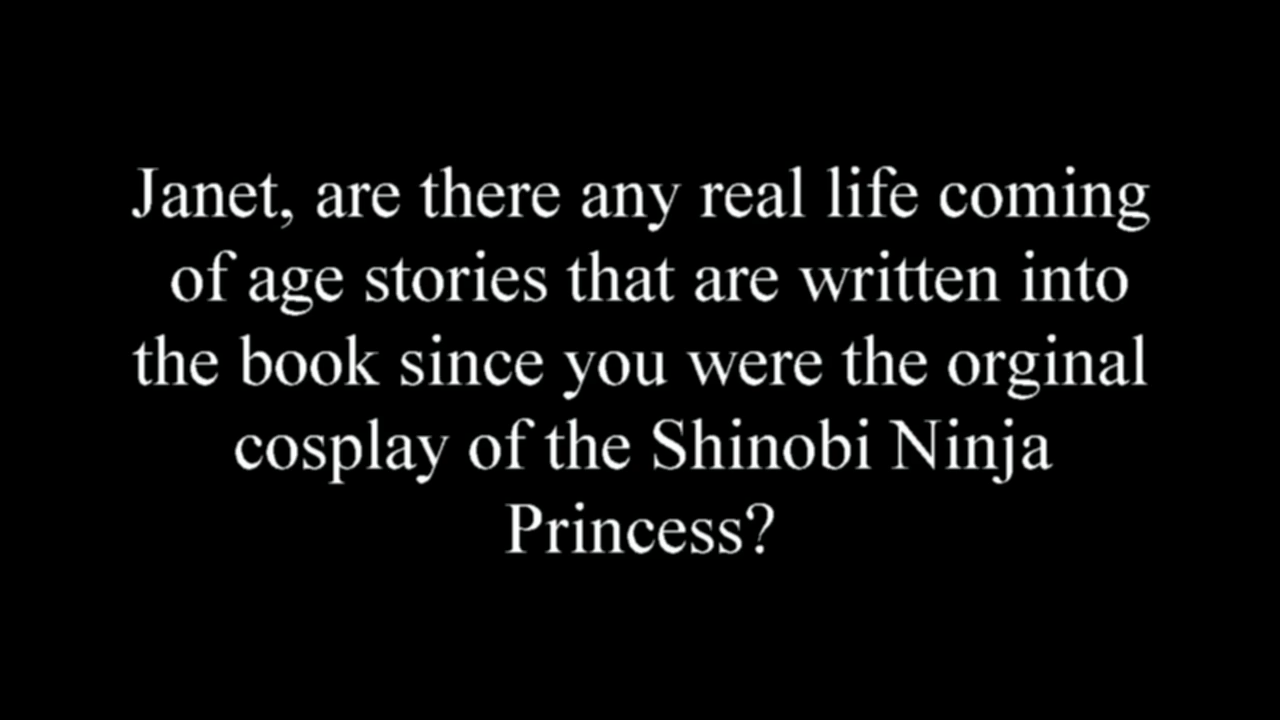 Janet, are there any real life coming
of age stories that are written into
the book since you were the orginal
cosplay of the Shinobi Ninja
Princess?